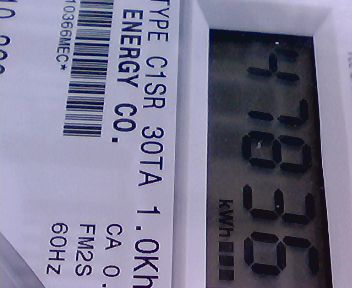 47836
kWh
TYPE C1SR 30TA 1.0Kh
ENERGY CO. CA 0.
FM2S
10366MEC* 60Hz